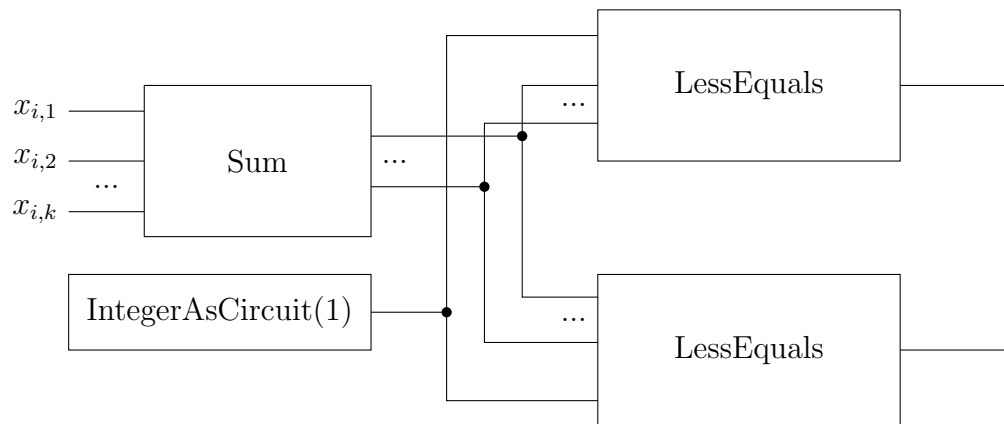 LessEquals
...
x_{i,1}
x_{i,2}
...
x_{i,k}
Sum
...
IntegerAsCircuit(1)
...
LessEquals